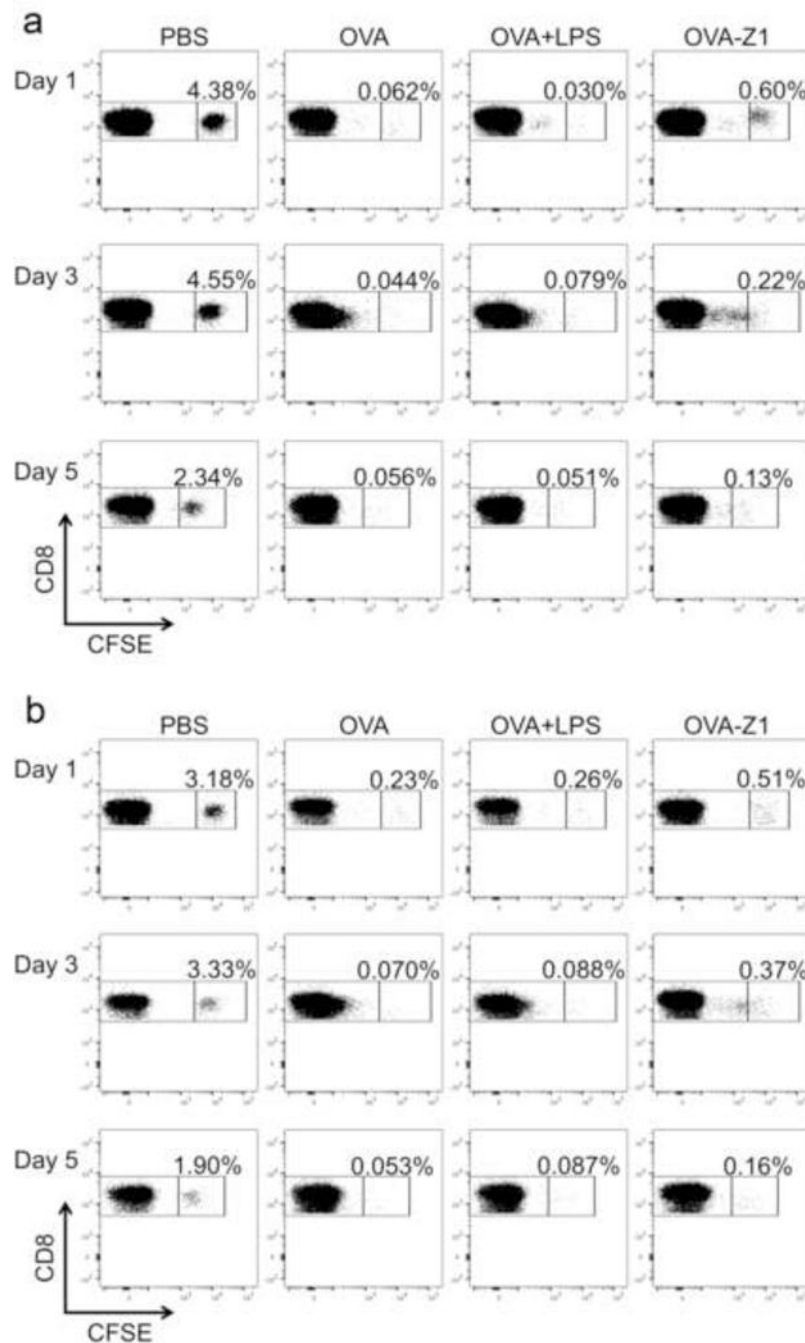 a
PBS OVA OVA+LPS OVA-Z1
Day 1 4.38% 0.062% 0.030% 0.60%
Day 3 4.55% 0.044% 0.079% 0.22%
Day 5 2.34% 0.056% 0.051% 0.13%
CD8
CFSE
b
PBS OVA OVA+LPS OVA-Z1
Day 1 3.18% 0.23% 0.26% 0.51%
Day 3 3.33% 0.070% 0.088% 0.37%
Day 5 1.90% 0.053% 0.087% 0.16%
CD8
CFSE